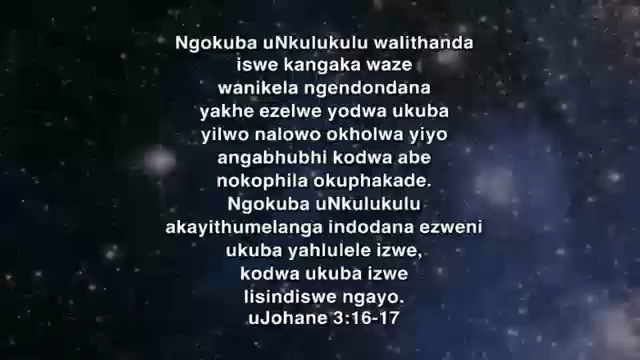 Ngokuba uNkulukulu walithanda
iswe kangaka waze
wanikela ngendondana
yakhe ezelwe yodwa ukuba
yilwo nalowo okholwa yiyo
angabhubhi kodwa abe
nokophila okuphakade.
Ngokuba uNkulukulu
akayithumelanga indodana ezweni
ukuba yahlulele izwe,
kodwa ukuba izwe
lisindiswe ngayo.
uJohane 3:16-17